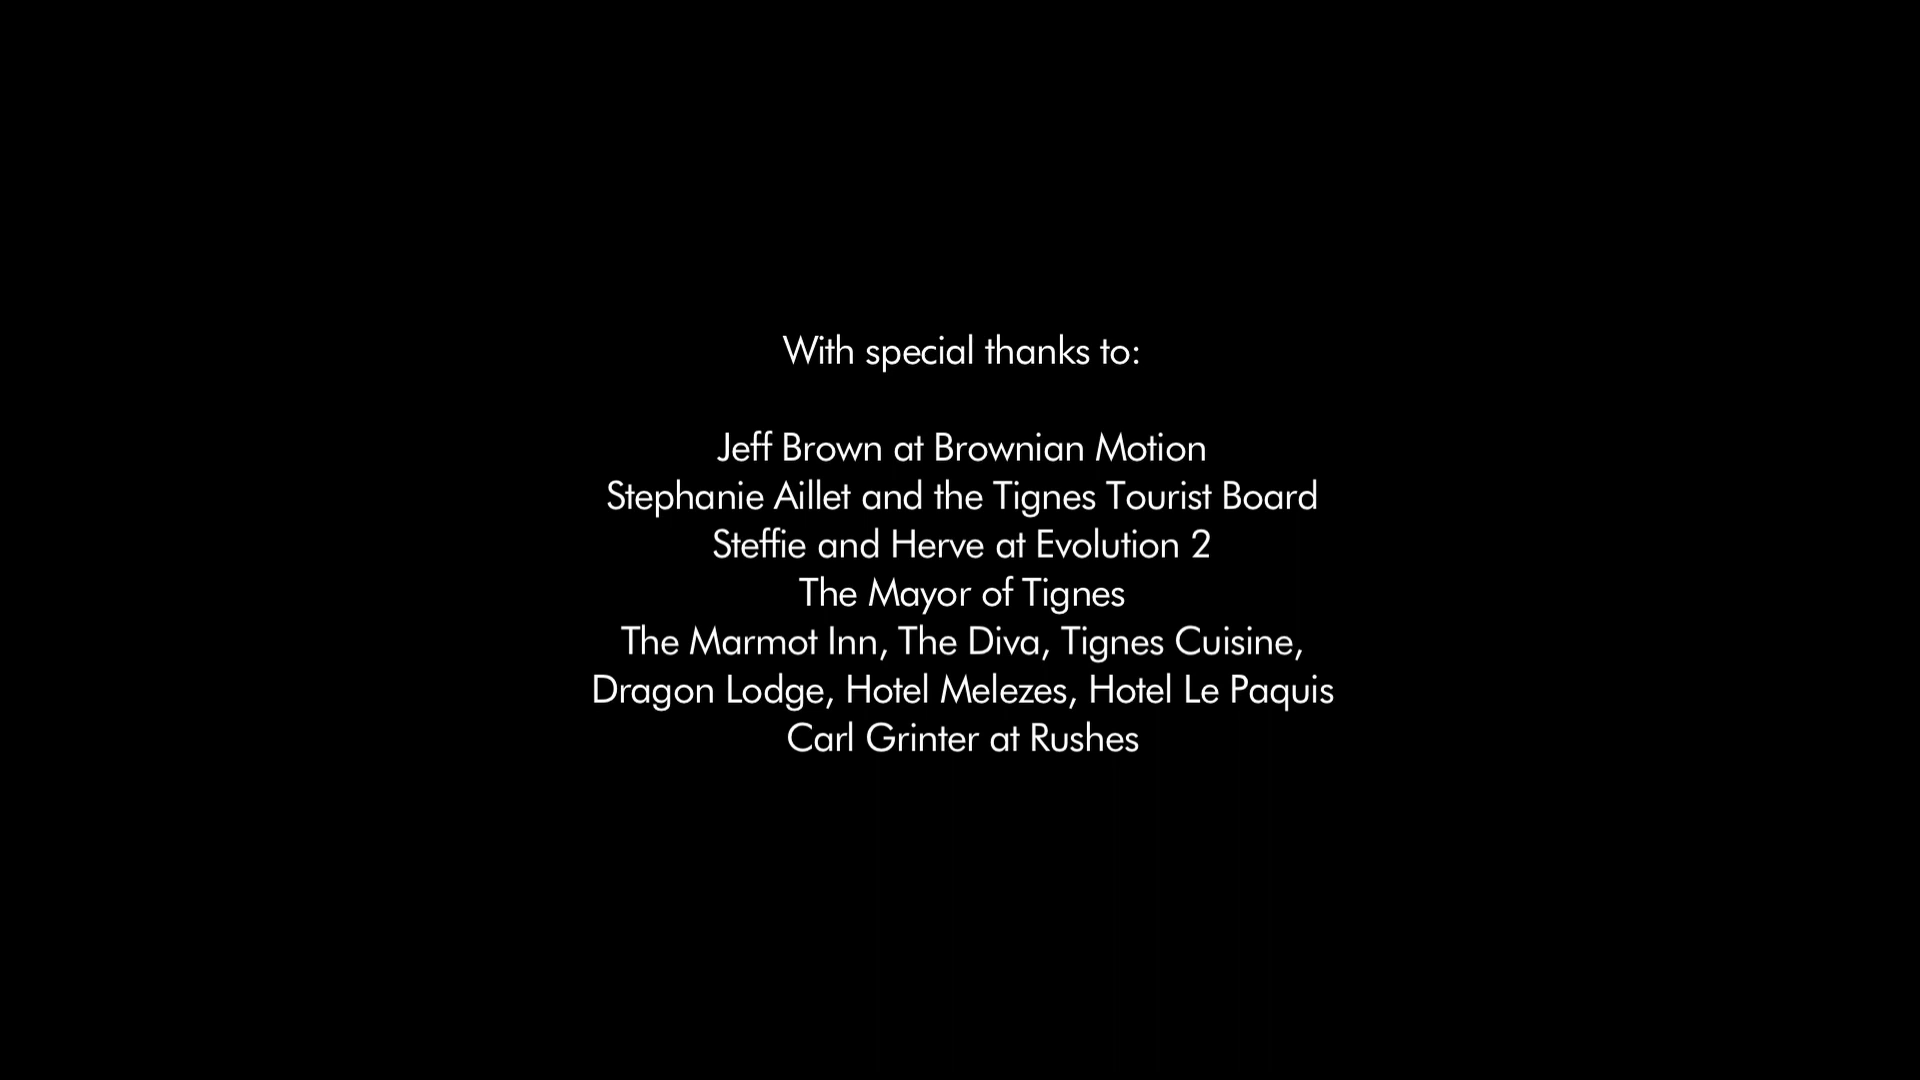 With special thanks to:
Jeff Brown at Brownian Motion
Stephanie Aillet and the Tignes Tourist Board
Steffie and Herve at Evolution 2
The Mayor of Tignes
The Marmot Inn, The Diva, Tignes Cuisine,
Dragon Lodge, Hotel Melezes, Hotel Le Paquis
Carl Grinter at Rushes